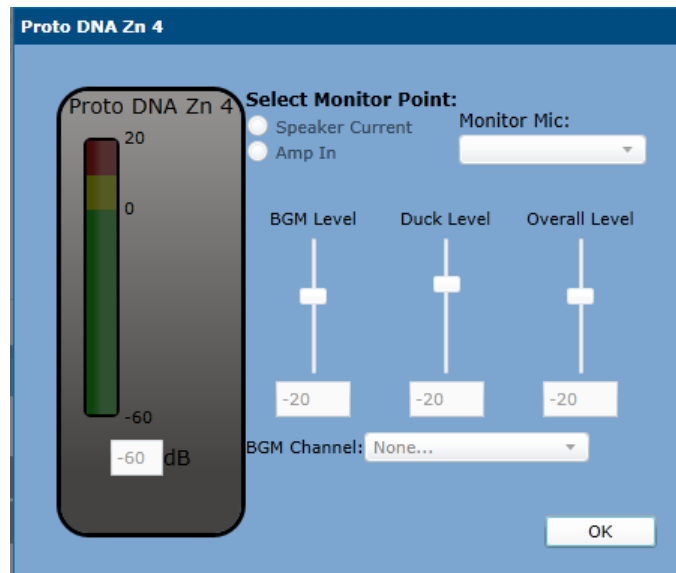 Proto DNA Zn 4
Proto DNA Zn 4
20
0
-60
-60 dB
Select Monitor Point:
Speaker Current
Amp In
Monitor Mic:
BGM Level Duck Level Overall Level
-20 -20 -20
BGM Channel: None...
OK